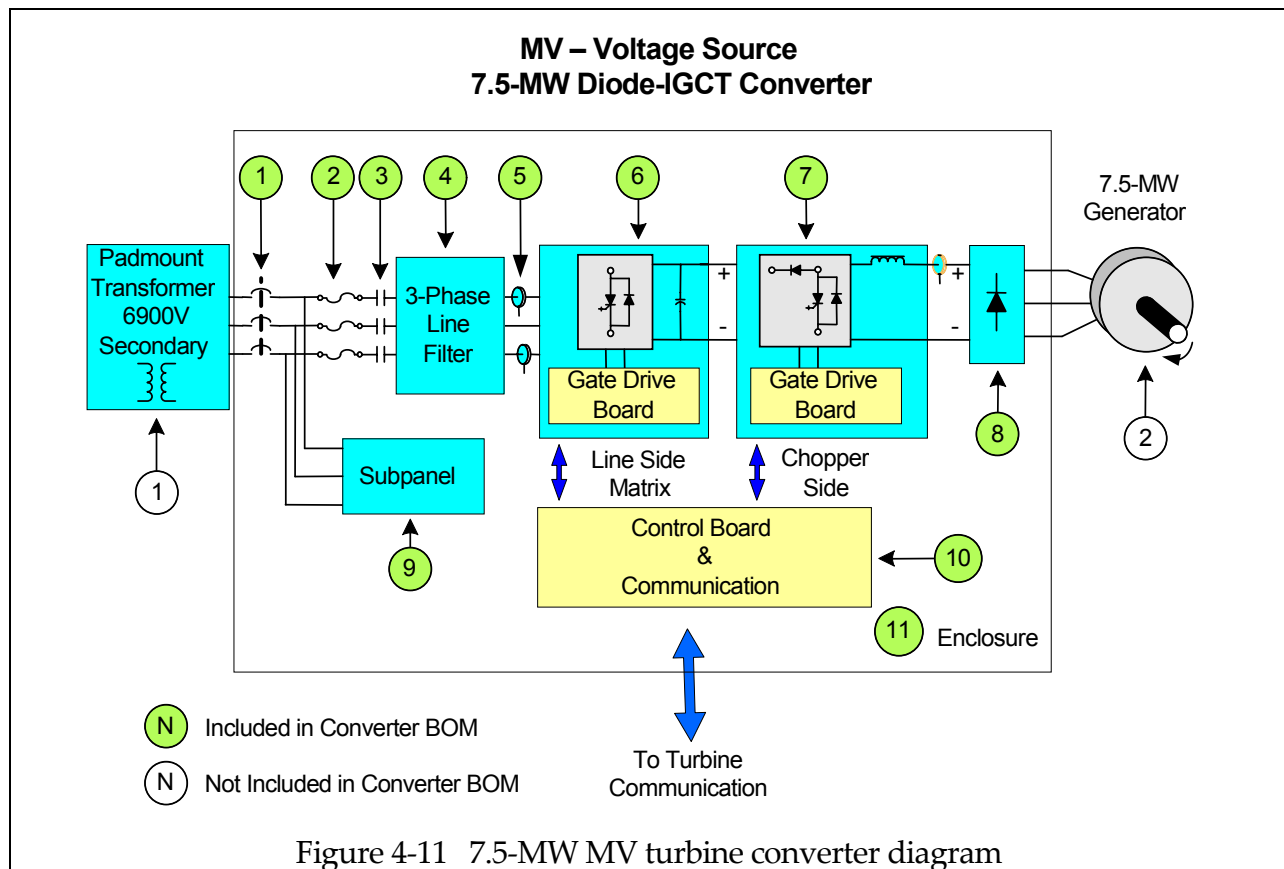 MV – Voltage Source
7.5-MW Diode-IGCT Converter
1
2
3
4
5
6
7
7.5-MW
Generator
Padmount
Transformer
6900V
Secondary
3-Phase
Line
Filter
+
-
+
-
Gate Drive
Board
Gate Drive
Board
8
2
1
Subpanel
Line Side
Matrix
Chopper
Side
9
Control Board
&
Communication
10
11
Enclosure
N
Included in Converter BOM
N
Not Included in Converter BOM
To Turbine
Communication
Figure 4-11 7.5-MW MV turbine converter diagram